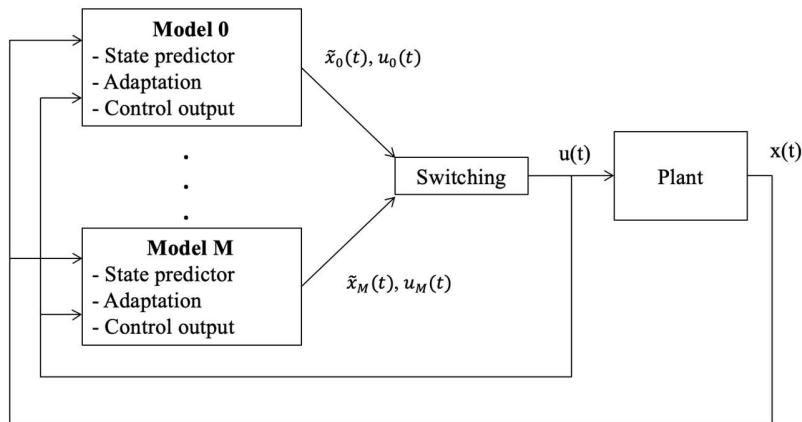 Model 0
- State predictor
- Adaptation
- Control output
x̃₀(t), u₀(t)
Switching
u(t)
Plant
x(t)
Model M
- State predictor
- Adaptation
- Control output
x̃_M(t), u_M(t)